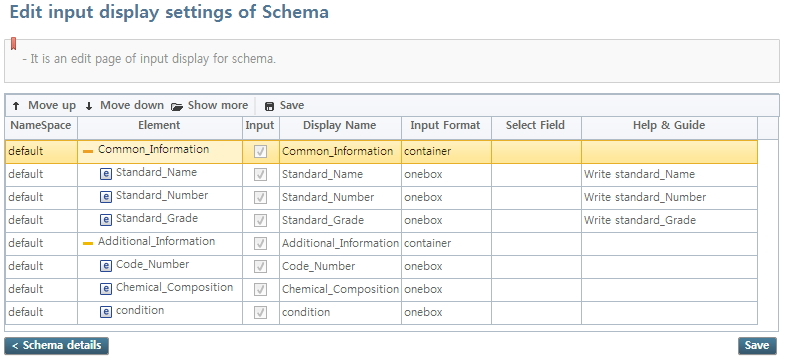 Edit input display settings of Schema
- It is an edit page of input display for schema.
Move up Move down Show more Save
NameSpace Element Input Display Name Input Format Select Field Help & Guide
default Common_Information Common_Information container
default e Standard_Name Standard_Name onebox Write standard_Name
default e Standard_Number Standard_Number onebox Write standard_Number
default e Standard_Grade Standard_Grade onebox Write standard_Grade
default Additional_Information Additional_Information container
default e Code_Number Code_Number onebox
default e Chemical_Composition Chemical_Composition onebox
default e condition condition onebox
< Schema details Save